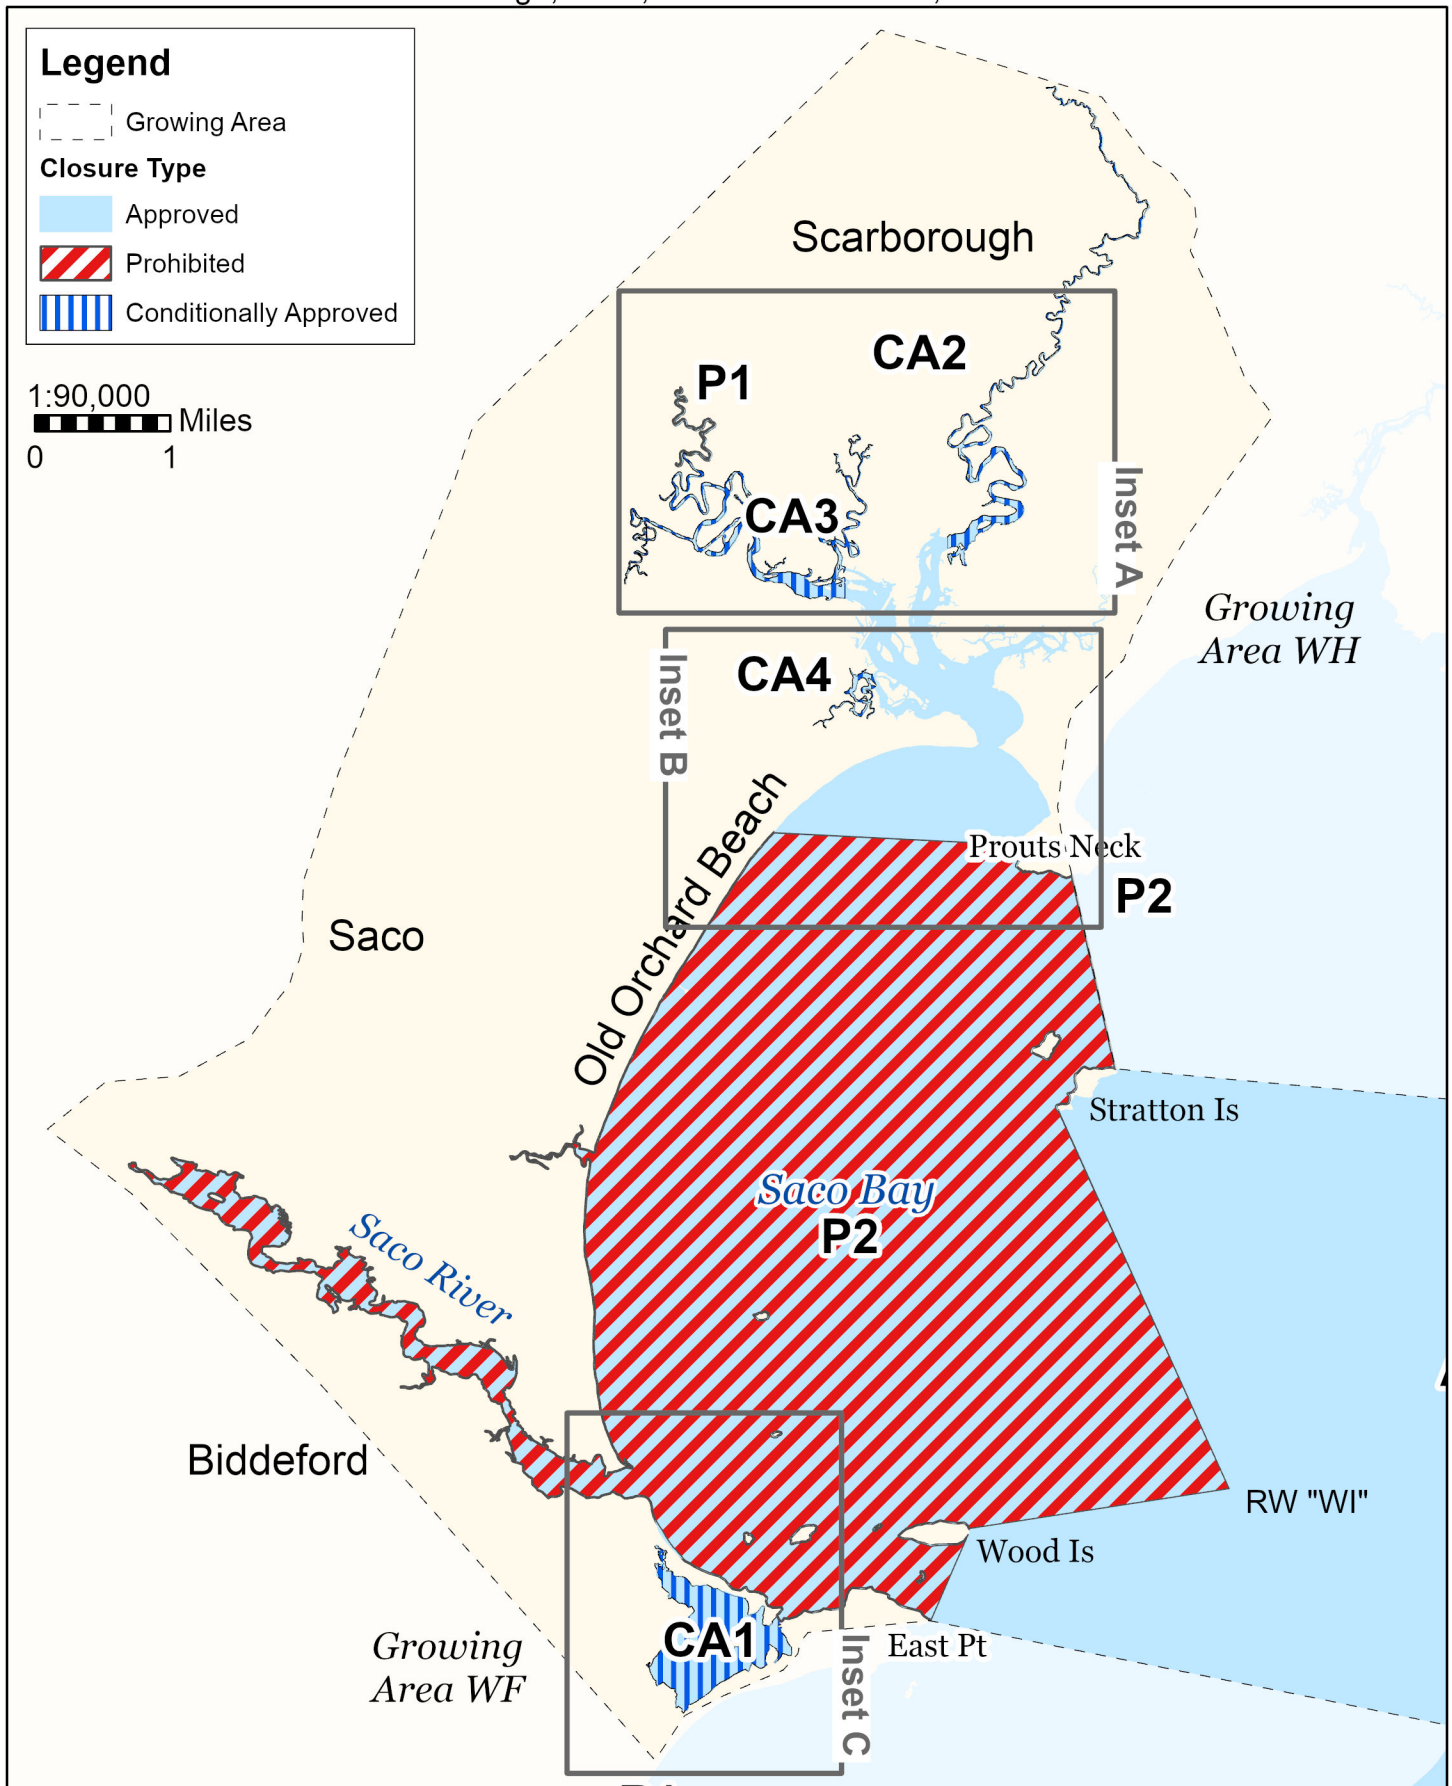 Legend
Growing Area
Closure Type
Approved
Prohibited
Conditionally Approved
1:90,000
Miles
0 1
Scarborough
P1
CA2
CA3
Inset A
Growing
Area WH
CA4
Inset B
Old Orchard Beach
Prouts Neck
P2
Saco
Stratton Is
Saco Bay
P2
Saco River
Biddeford
RW "WI"
Wood Is
CA1
East Pt
Growing
Area WF
Inset C